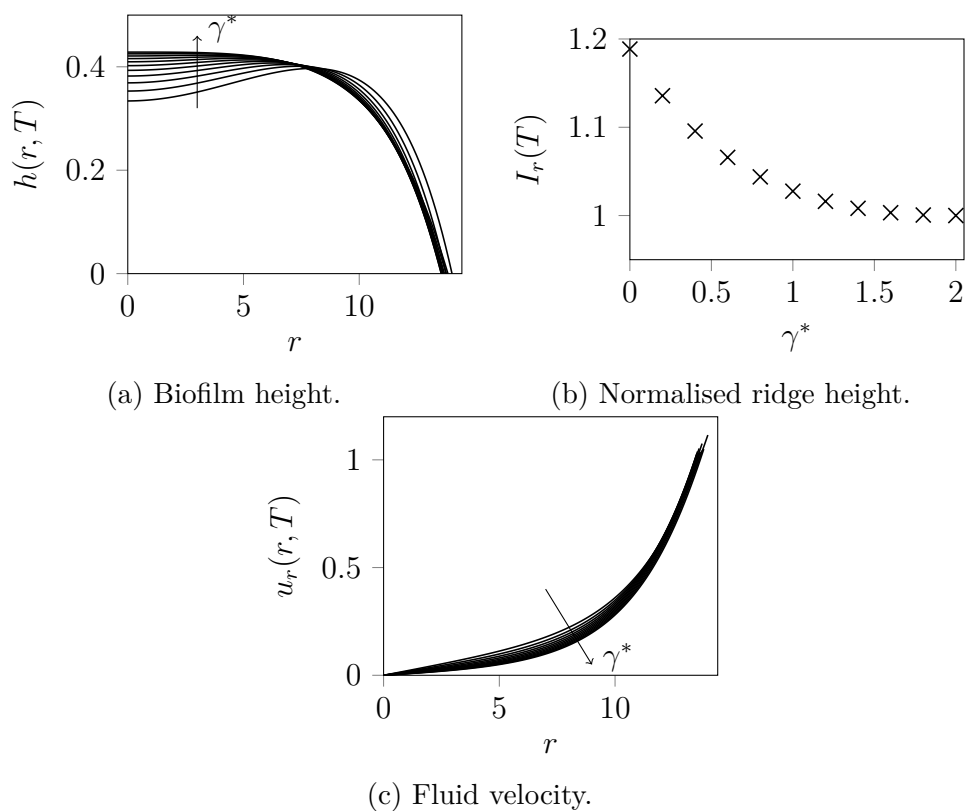 γ*
0.4
0.2
0
h(r, T)
0
5
10
r
(a) Biofilm height.
1.2
1.1
1
I_r(T)
0
0.5
1
1.5
2
γ*
(b) Normalised ridge height.
1
0.5
0
u_r(r, T)
γ*
0
5
10
r
(c) Fluid velocity.